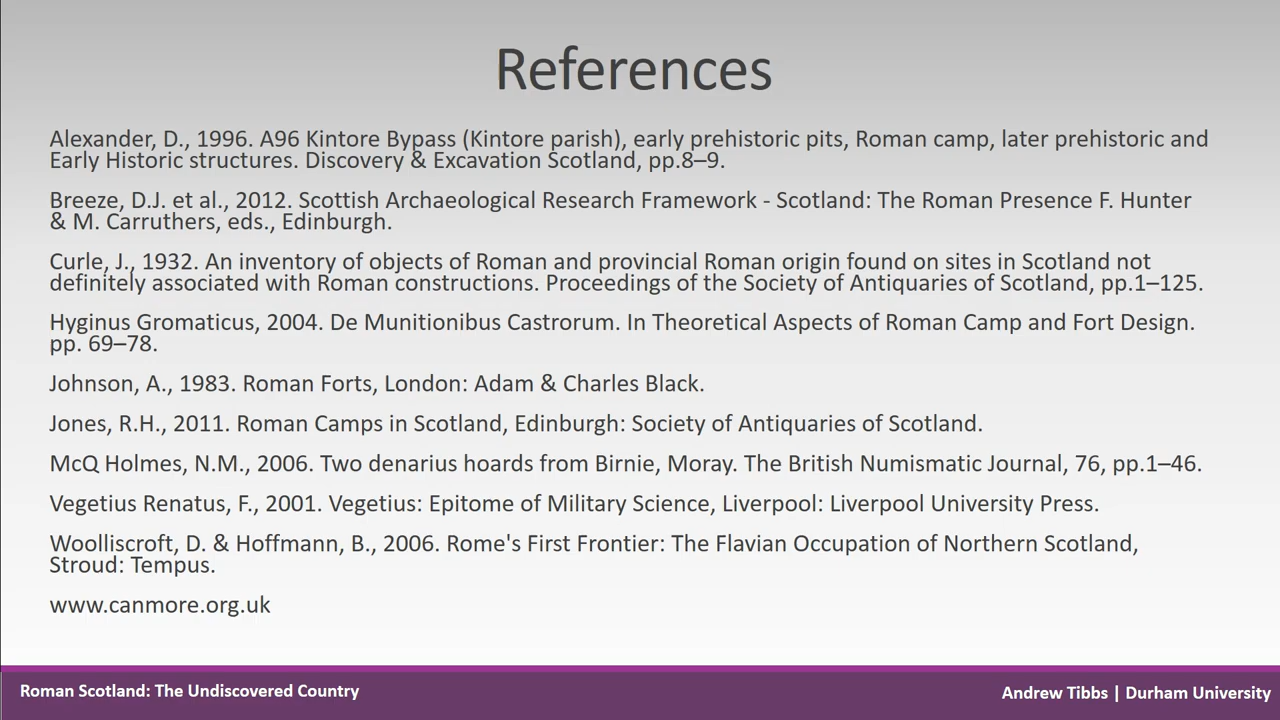 References
Alexander, D., 1996. A96 Kintore Bypass (Kintore parish), early prehistoric pits, Roman camp, later prehistoric and
Early Historic structures. Discovery & Excavation Scotland, pp.8–9.
Breeze, D.J. et al., 2012. Scottish Archaeological Research Framework - Scotland: The Roman Presence F. Hunter
& M. Carruthers, eds., Edinburgh.
Curle, J., 1932. An inventory of objects of Roman and provincial Roman origin found on sites in Scotland not
definitely associated with Roman constructions. Proceedings of the Society of Antiquaries of Scotland, pp.1–125.
Hyginus Gromaticus, 2004. De Munitionibus Castrorum. In Theoretical Aspects of Roman Camp and Fort Design.
pp. 69–78.
Johnson, A., 1983. Roman Forts, London: Adam & Charles Black.
Jones, R.H., 2011. Roman Camps in Scotland, Edinburgh: Society of Antiquaries of Scotland.
McQ Holmes, N.M., 2006. Two denarius hoards from Birnie, Moray. The British Numismatic Journal, 76, pp.1–46.
Vegetius Renatus, F., 2001. Vegetius: Epitome of Military Science, Liverpool: Liverpool University Press.
Woolliscroft, D. & Hoffmann, B., 2006. Rome's First Frontier: The Flavian Occupation of Northern Scotland,
Stroud: Tempus.
www.canmore.org.uk
Roman Scotland: The Undiscovered Country
Andrew Tibbs | Durham University